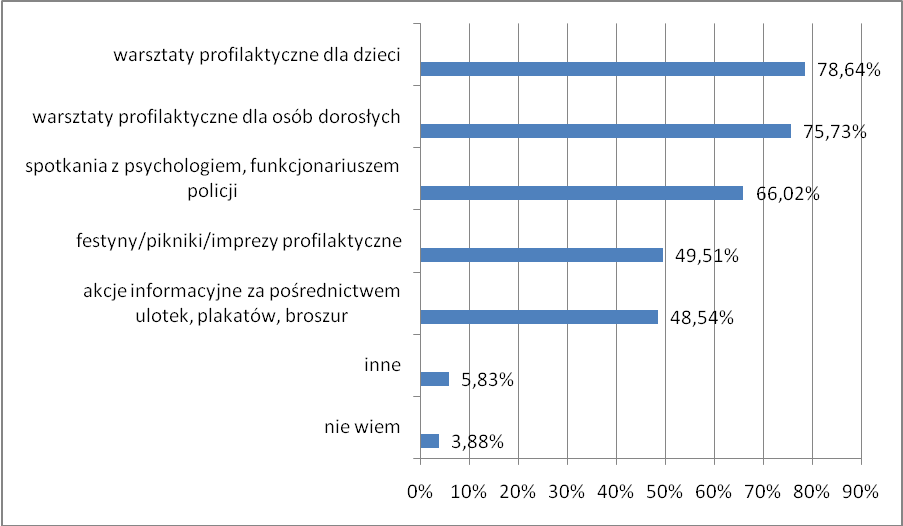 warsztaty profilaktyczne dla dzieci
78,64%
warsztaty profilaktyczne dla osób dorosłych
75,73%
spotkania z psychologiem, funkcjonariuszem
policji
66,02%
festyny/pikniki/imprezy profilaktyczne
49,51%
akcje informacyjne za pośrednictwem
ulotek, plakatów, broszur
48,54%
inne
5,83%
nie wiem
3,88%
0% 10% 20% 30% 40% 50% 60% 70% 80% 90%